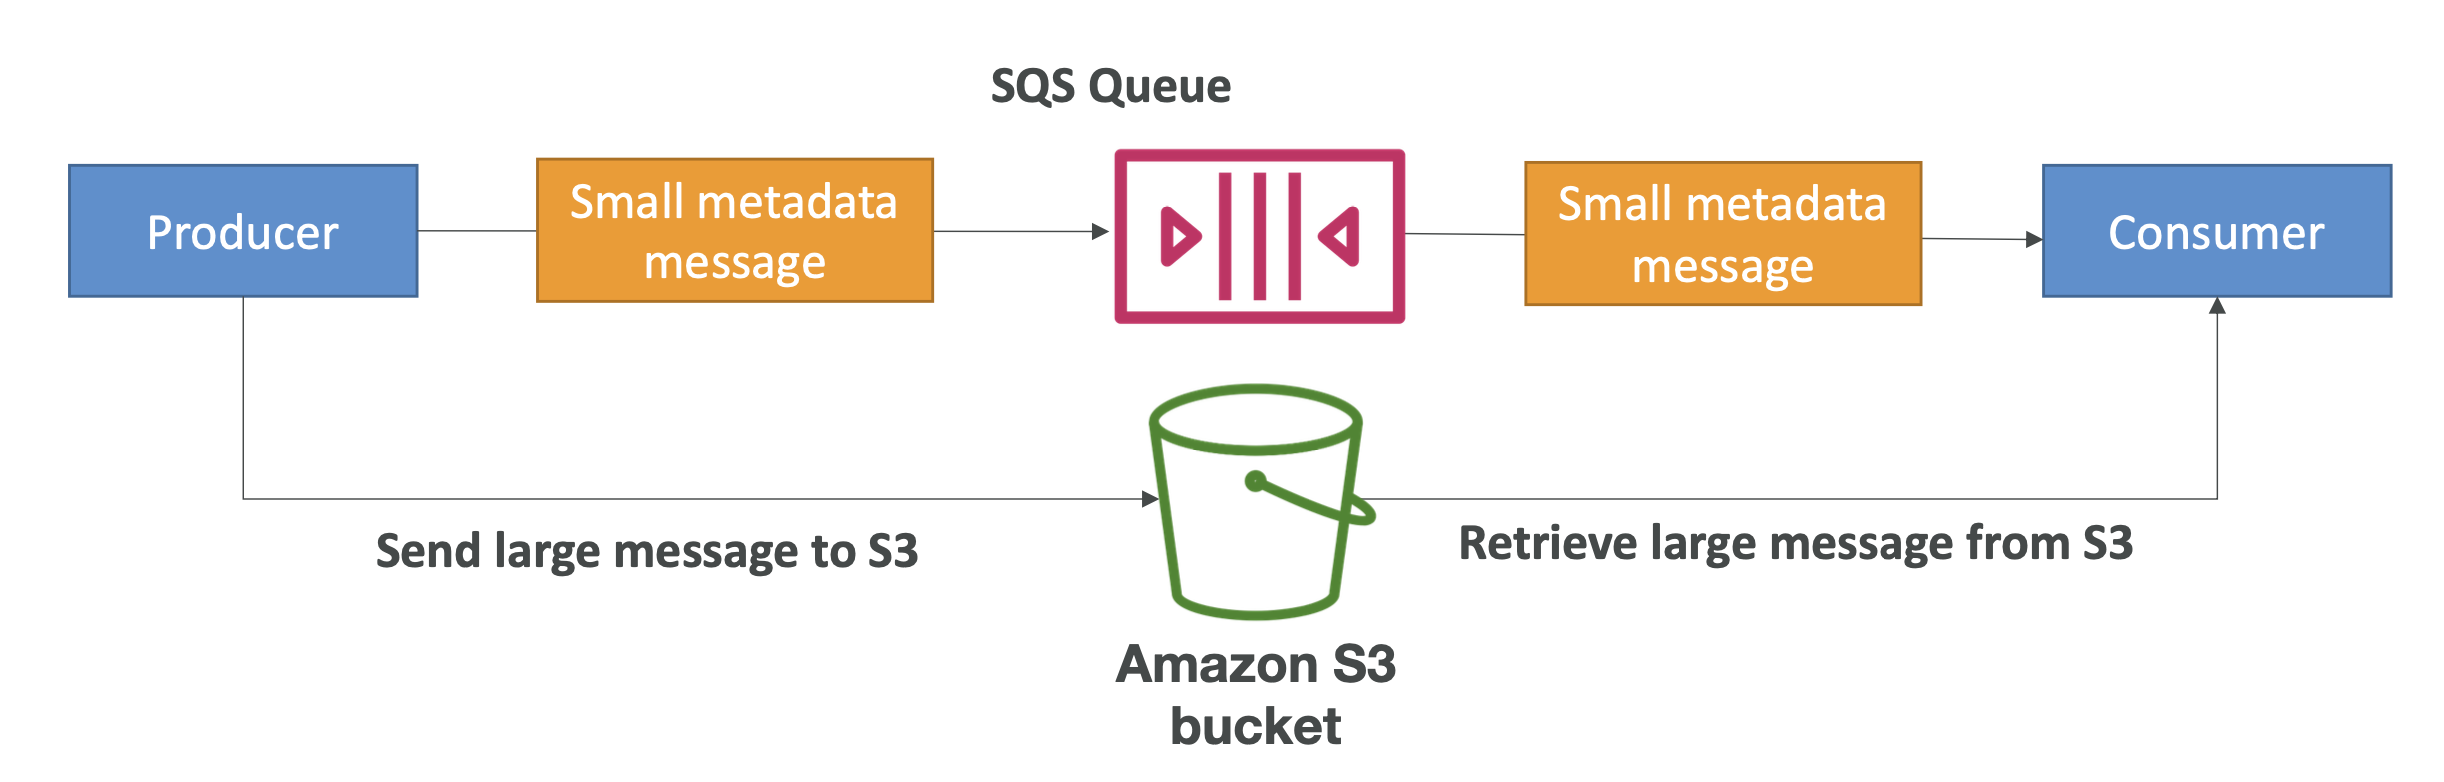 SQS Queue
Producer
Small metadata
message
Small metadata
message
Consumer
Send large message to S3
Retrieve large message from S3
Amazon S3
bucket